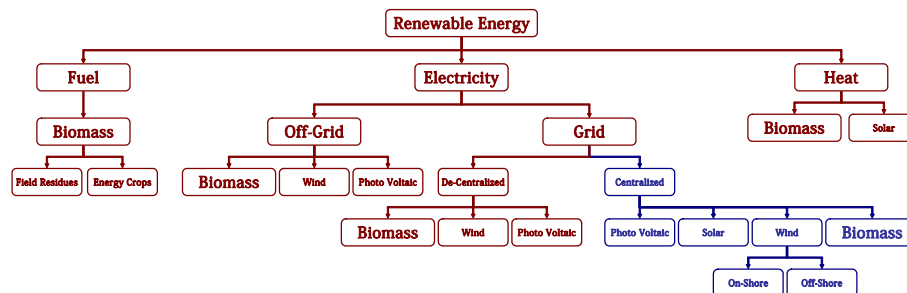 Renewable Energy
Fuel
Electricity
Heat
Biomass
Off-Grid
Grid
Biomass
Solar
Field Residues
Energy Crops
Biomass
Wind
Photo Voltaic
De-Centralized
Centralized
Biomass
Wind
Photo Voltaic
Photo Voltaic
Solar
Wind
Biomass
On-Shore
Off-Shore